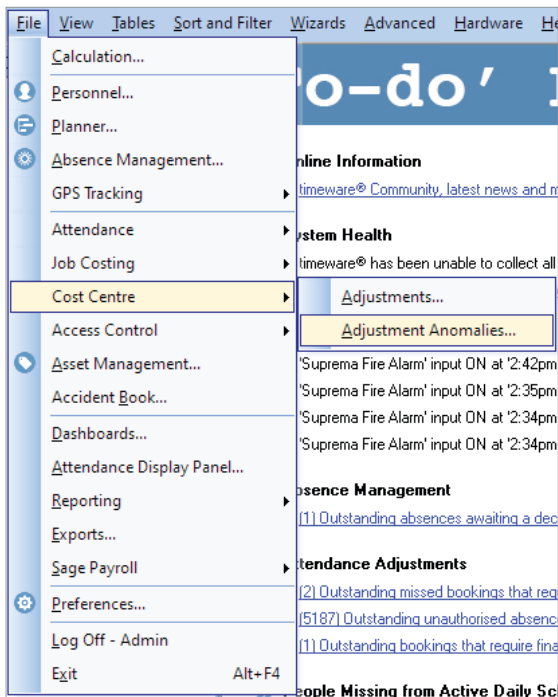 File View Tables Sort and Filter Wizards Advanced Hardware
Calculation...
Personnel...
Planner...
Absence Management...
GPS Tracking
Attendance
Job Costing
Cost Centre
Access Control
Asset Management...
Accident Book...
Dashboards...
Attendance Display Panel...
Reporting
Exports...
Sage Payroll
Preferences...
Log Off - Admin
Exit Alt+F4
Adjustments...
Adjustment Anomalies...
o-do'
nline Information
timeware® Community, latest news and m
ystem Health
timeware® has been unable to collect all
'Suprema Fire Alarm' input ON at '2:42pm
'Suprema Fire Alarm' input ON at '2:35pm
'Suprema Fire Alarm' input ON at '2:34pm
'Suprema Fire Alarm' input ON at '2:34pm
bsence Management
(1) Outstanding absences awaiting a dec
ttendance Adjustments
(2) Outstanding missed bookings that req
(5187) Outstanding unauthorised absenc
(1) Outstanding bookings that require fina
eople Missing from Active Daily Sc